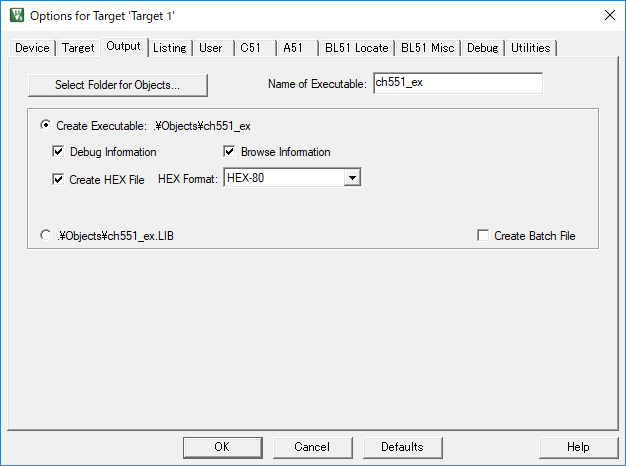 Options for Target 'Target 1'
Device Target Output Listing User C51 A51 BL51 Locate BL51 Misc Debug Utilities
Select Folder for Objects... Name of Executable: ch551_ex
Create Executable: .¥Objects¥ch551_ex
Debug Information Browse Information
Create HEX File HEX Format: HEX-80
.¥Objects¥ch551_ex.LIB Create Batch File
OK Cancel Defaults Help